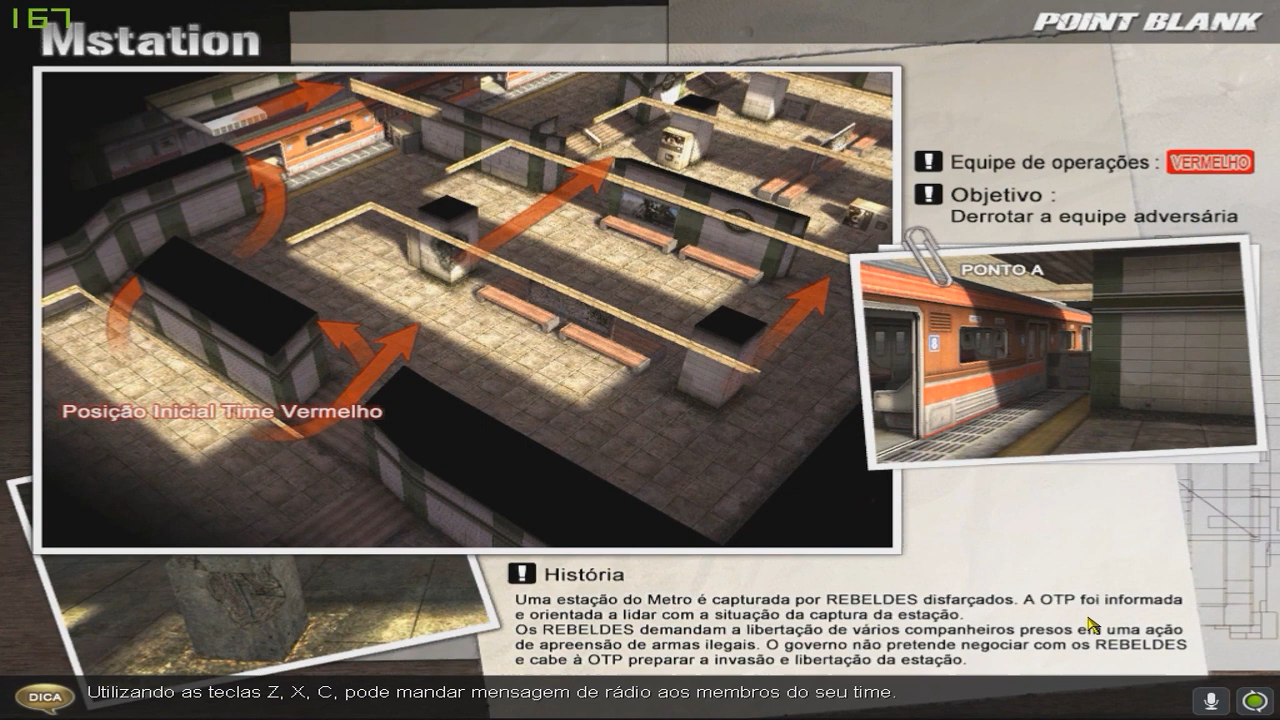 167
Mstation
POINT BLANK
Equipe de operações : VERMELHO
Objetivo :
Derrotar a equipe adversária
PONTO A
8
Posição Inicial Time Vermelho
História
Uma estação do Metro é capturada por REBELDES disfarçados. A OTP foi informada
e orientada a lidar com a situação da captura da estação.
Os REBELDES demandam a libertação de vários companheiros presos em uma ação
de apreensão de armas ilegais. O governo não pretende negociar com os REBELDES
e cabe à OTP preparar a invasão e libertação da estação.
DICA
Utilizando as teclas Z, X, C, pode mandar mensagem de rádio aos membros do seu time.